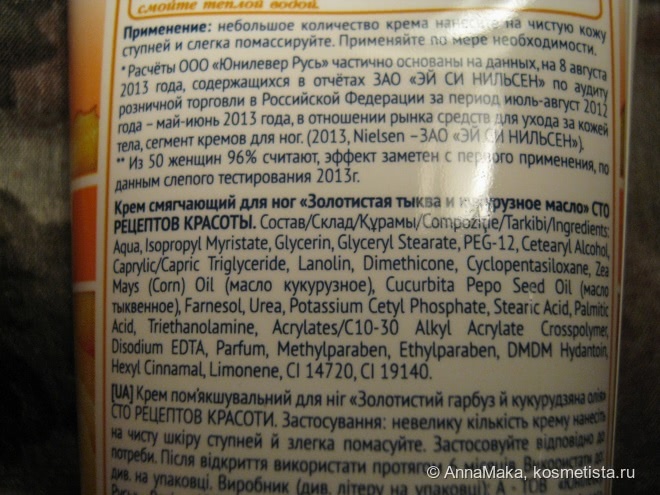 смойте теплой водой.
Применение: небольшое количество крема нанесите на чистую кожу
ступней и слегка помассируйте. Применяйте по мере необходимости.
* Расчёты ООО «Юнилевер Русь» частично основаны на данных, на 8 августа
2013 года, содержащихся в отчётах ЗАО «ЭЙ СИ НИЛЬСЕН» по аудиту
розничной торговли в Российской Федерации за период июль-август 2012
года – май-июнь 2013 года, в отношении рынка средств для ухода за кожей
тела, сегмент кремов для ног. (2013, Nielsen –ЗАО «ЭЙ СИ НИЛЬСЕН»).
** Из 50 женщин 96% считают, эффект заметен с первого применения, по
данным слепого тестирования 2013г.
Крем смягчающий для ног «Золотистая тыква и кукурузное масло» СТО
РЕЦЕПТОВ КРАСОТЫ. Состав/Склад/Құрамы/Compoziție/Tarkibi/Ingredients:
Aqua, Isopropyl Myristate, Glycerin, Glyceryl Stearate, PEG-12, Cetearyl Alcohol,
Caprylic/Capric Triglyceride, Lanolin, Dimethicone, Cyclopentasiloxane, Zea
Mays (Corn) Oil (масло кукурузное), Cucurbita Pepo Seed Oil (масло
тыквенное), Farnesol, Urea, Potassium Cetyl Phosphate, Stearic Acid, Palmitic
Acid, Triethanolamine, Acrylates/C10-30 Alkyl Acrylate Crosspolymer,
Disodium EDTA, Parfum, Methylparaben, Ethylparaben, DMDM Hydantoin,
Hexyl Cinnamal, Limonene, CI 14720, CI 19140.
[UA] Крем пом'якшувальний для ніг «Золотистий гарбуз й кукурудзяна олія»
СТО РЕЦЕПТОВ КРАСОТИ. Застосування: невелику кількість крему нанесіть
на чисту шкіру ступней й злегка помасуйте. Застосовуйте відповідно до
потреби. Після відкриття використати протягом 6 місяців. Використати до
див. на упаковці. Виробник (див. літеру на упаковці): А - ТОВ
© AnnaMaka, kosmetista.ru